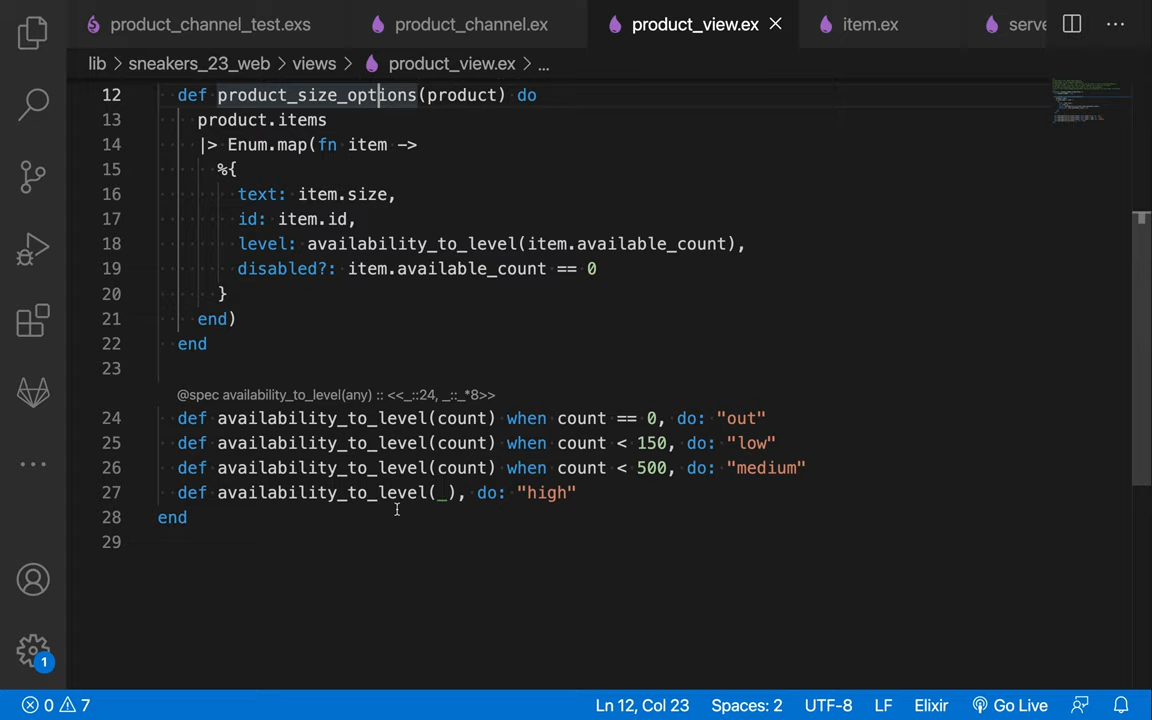 product_channel_test.exs product_channel.ex product_view.ex item.ex serve
lib > sneakers_23_web > views > product_view.ex > ...
12 def product_size_options(product) do
13 product.items
14 |> Enum.map(fn item ->
15 %{
16 text: item.size,
17 id: item.id,
18 level: availability_to_level(item.available_count),
19 disabled?: item.available_count == 0
20 }
21 end)
22 end
23
@spec availability_to_level(any) :: <<_::24, _::_*8>>
24 def availability_to_level(count) when count == 0, do: "out"
25 def availability_to_level(count) when count < 150, do: "low"
26 def availability_to_level(count) when count < 500, do: "medium"
27 def availability_to_level(_), do: "high"
28 end
29
1
0 7 Ln 12, Col 23 Spaces: 2 UTF-8 LF Elixir Go Live